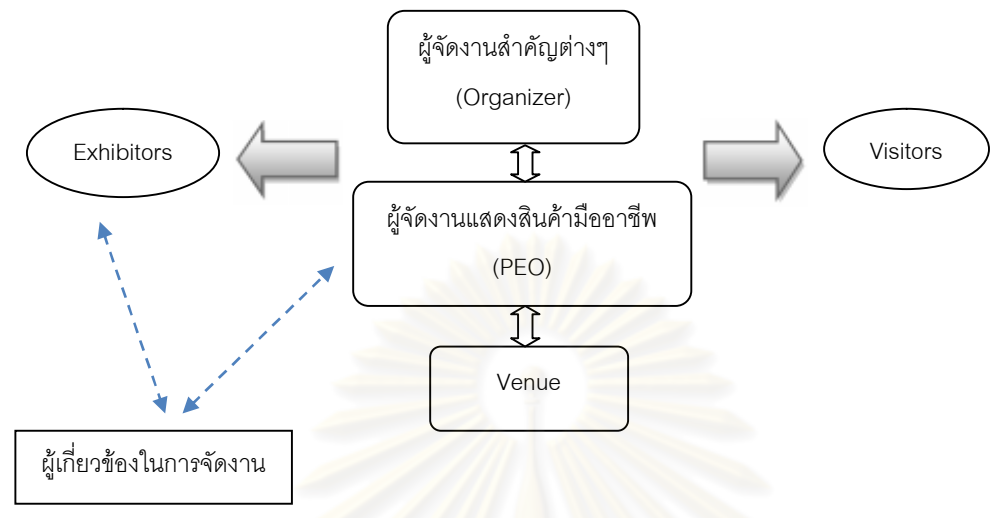 ผู้จัดงานสำคัญต่างๆ
(Organizer)
Exhibitors
Visitors
ผู้จัดงานแสดงสินค้ามืออาชีพ
(PEO)
Venue
ผู้เกี่ยวข้องในการจัดงาน